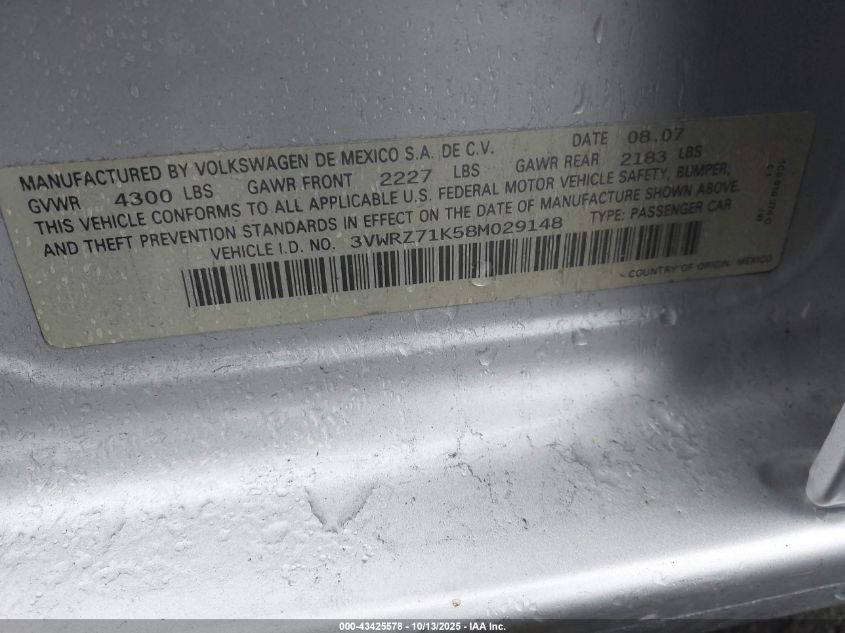 MANUFACTURED BY VOLKSWAGEN DE MEXICO S.A. DE C.V. DATE 08.07
GVWR 4300 LBS GAWR FRONT 2227 LBS GAWR REAR 2183 LBS
THIS VEHICLE CONFORMS TO ALL APPLICABLE U.S. FEDERAL MOTOR VEHICLE SAFETY, BUMPER,
AND THEFT PREVENTION STANDARDS IN EFFECT ON THE DATE OF MANUFACTURE SHOWN ABOVE.
VEHICLE I.D. NO. 3VWRZ71K58M029148 TYPE: PASSENGER CAR
COUNTRY OF ORIGIN: MEXICO
000-43425578 - 10/13/2025 - IAA Inc.